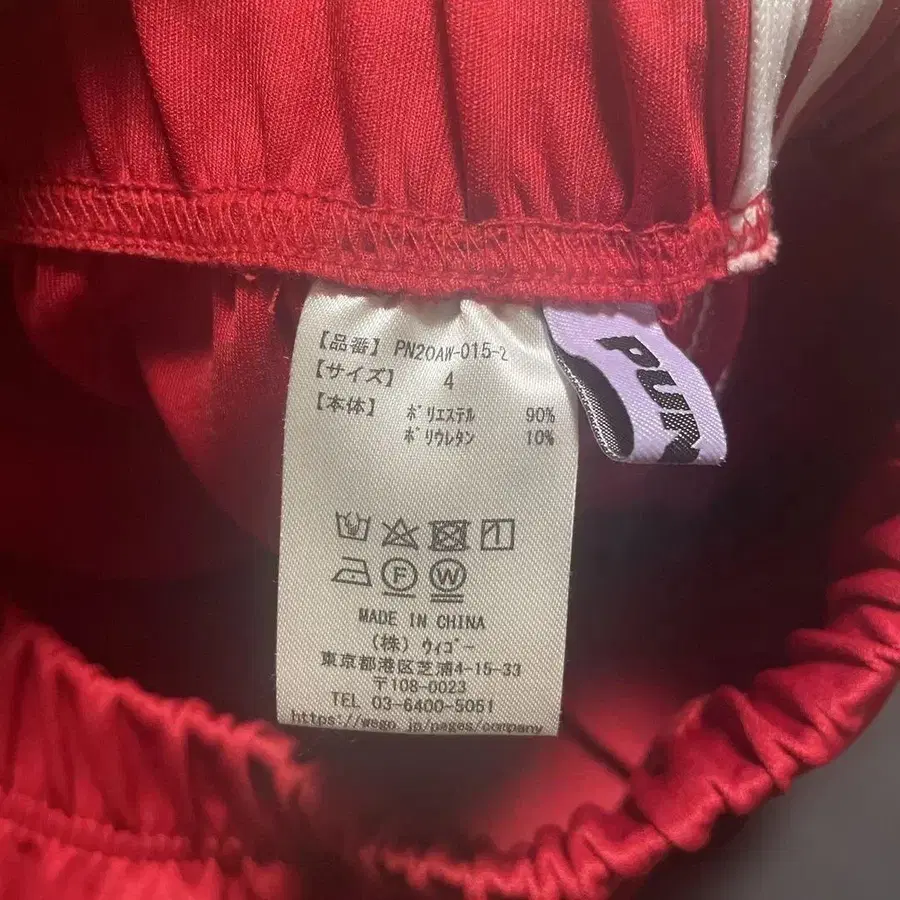 【品番】 PN20AW-015-2
【サイズ】 4
【本体】 ポリエステル 90%
ポリウレタン 10%
F W
MADE IN CHINA
(株) ウィゴー
東京都港区芝浦4-15-33
〒108-0023
TEL 03-6400-5051
https://wego.jp/pages/company
PUN